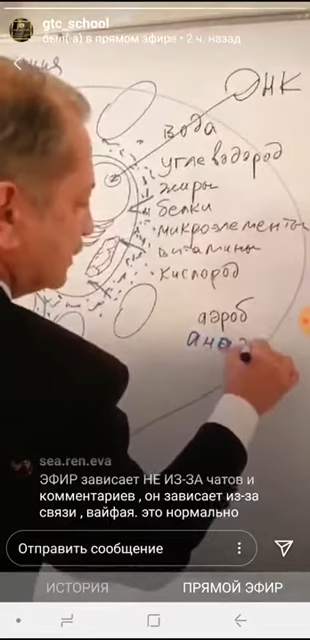 gtc_school
был(а) в прямом эфире • 2 ч. назад
ДНК
вода
углеводород
жиры
белки
микроэлементы
витамины
кислород
аэроб
sea.ren.eva
ЭФИР зависает НЕ ИЗ-ЗА чатов и
комментариев , он зависает из-за
связи , вайфая. это нормально
Отправить сообщение
ИСТОРИЯ
ПРЯМОЙ ЭФИР